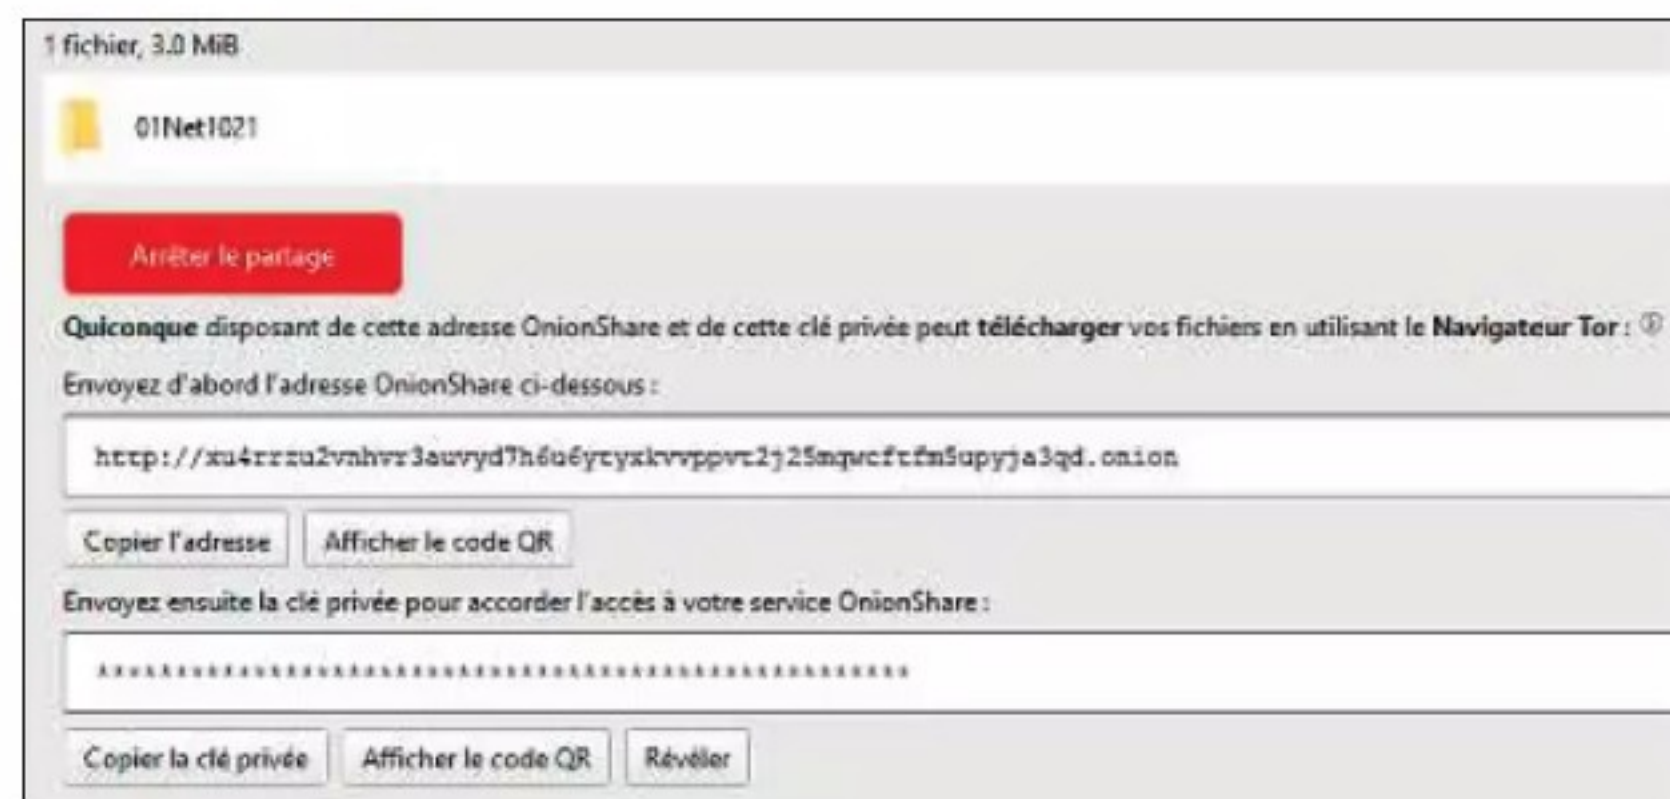 1 fichier, 3.0 MiB
01Net1021
Arrêter le partage
Quiconque disposant de cette adresse OnionShare et de cette clé privée peut télécharger vos fichiers en utilisant le Navigateur Tor :
Envoyez d'abord l'adresse OnionShare ci-dessous :
Copier l'adresse Afficher le code QR
Envoyez ensuite la clé privée pour accorder l'accès à votre service OnionShare :
Copier la clé privée Afficher le code QR Révéler